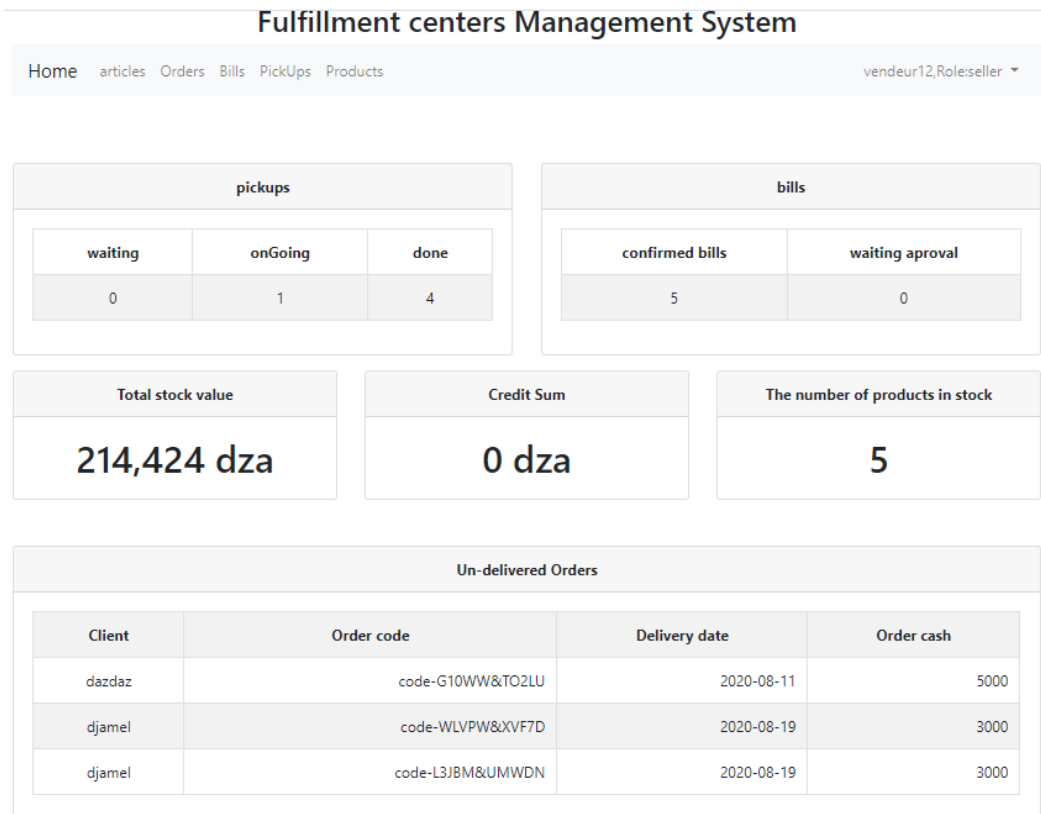 Fulfillment centers Management System
Home articles Orders Bills PickUps Products vendeur12,Role:seller
pickups
waiting onGoing done
0 1 4
bills
confirmed bills waiting aproval
5 0
Total stock value
214,424 dza
Credit Sum
0 dza
The number of products in stock
5
Un-delivered Orders
Client Order code Delivery date Order cash
dazdaz code-G10WW&TO2LU 2020-08-11 5000
djamel code-WLVPW&XVF7D 2020-08-19 3000
djamel code-L3JBM&UMWDN 2020-08-19 3000